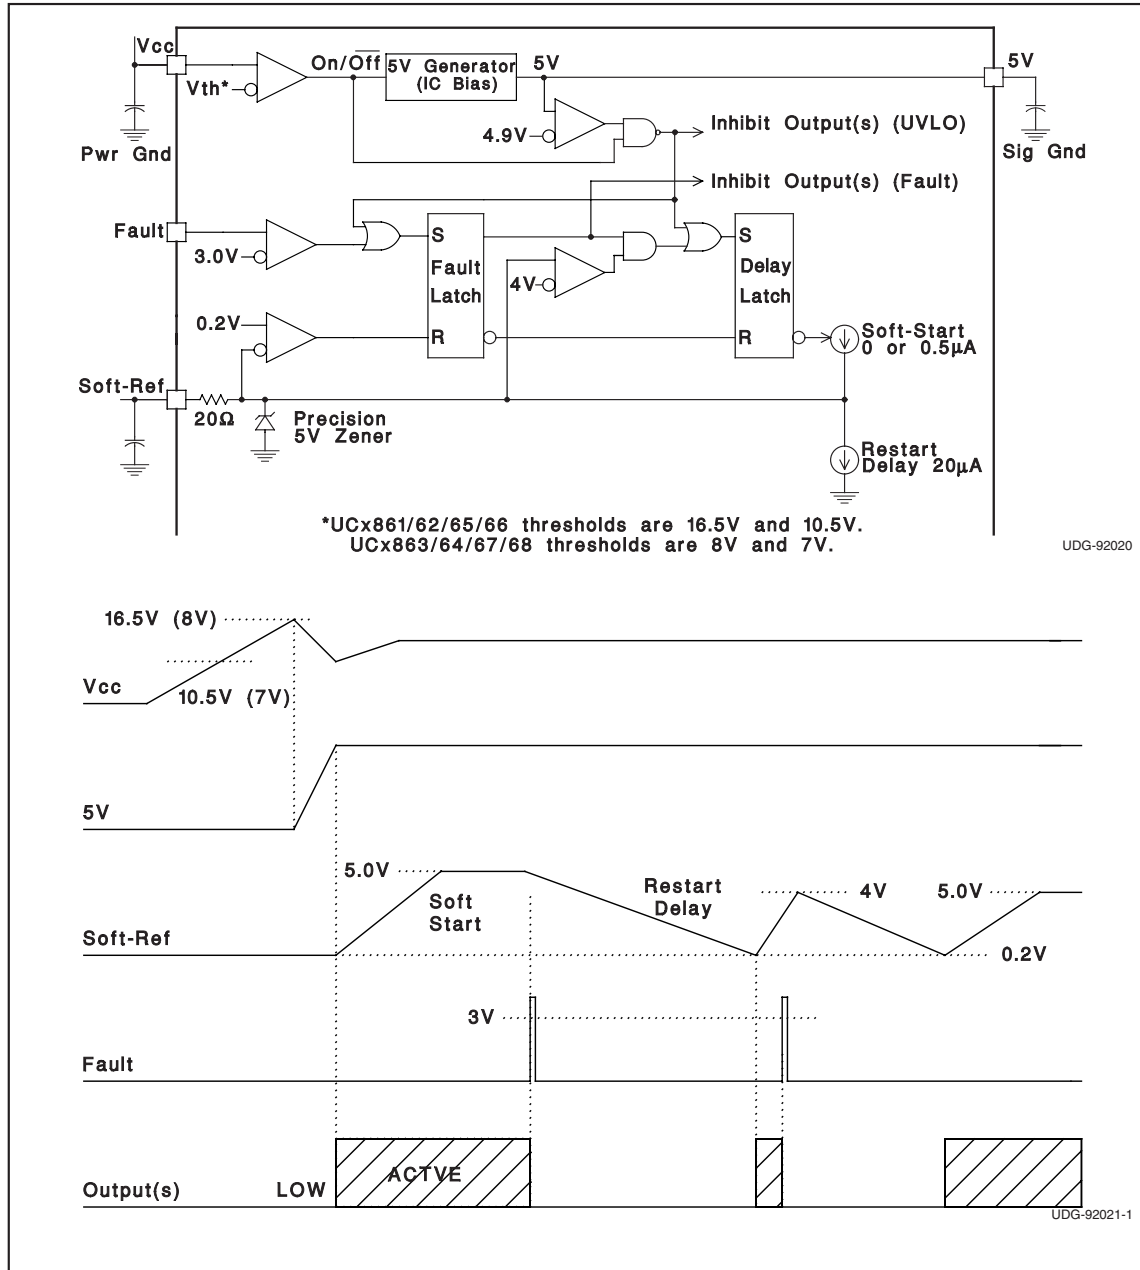 Vcc
On/Off
5V Generator
(IC Bias)
5V
5V
Vth*
4.9V
Inhibit Output(s) (UVLO)
Pwr Gnd
Sig Gnd
Inhibit Output(s) (Fault)
Fault
3.0V
S
Fault
Latch
R
4V
S
Delay
Latch
R
0.2V
Soft-Start
0 or 0.5µA
Soft-Ref
20Ω
Precision
5V Zener
Restart
Delay 20µA
*UCx861/62/65/66 thresholds are 16.5V and 10.5V.
UCx863/64/67/68 thresholds are 8V and 7V.
UDG-92020
16.5V (8V)
Vcc
10.5V (7V)
5V
5.0V
Soft
Start
Restart
Delay
4V
5.0V
Soft-Ref
0.2V
3V
Fault
ACTVE
Output(s)
LOW
UDG-92021-1